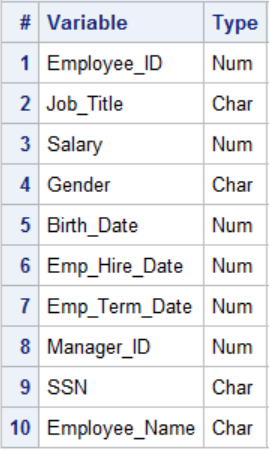 # Variable Type
1 Employee_ID Num
2 Job_Title Char
3 Salary Num
4 Gender Char
5 Birth_Date Num
6 Emp_Hire_Date Num
7 Emp_Term_Date Num
8 Manager_ID Num
9 SSN Char
10 Employee_Name Char